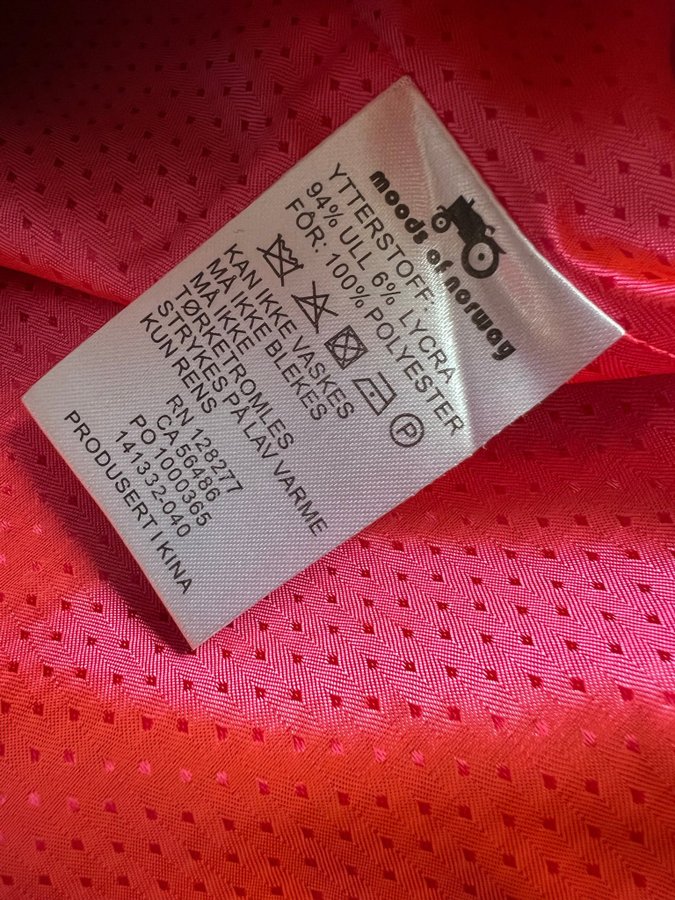 moods of norway
YTTERSTOFF:
94% ULL 6% LYCRA
FÔR: 100% POLYESTER
P
KAN IKKE VASKES
MÅ IKKE BLEKES
MÅ IKKE
TØRKETROMLES
STRYKES PÅ LAV VARME
KUN RENS
RN 128277
CA 56486
PO 1000365
141332-040
PRODUSERT I KINA